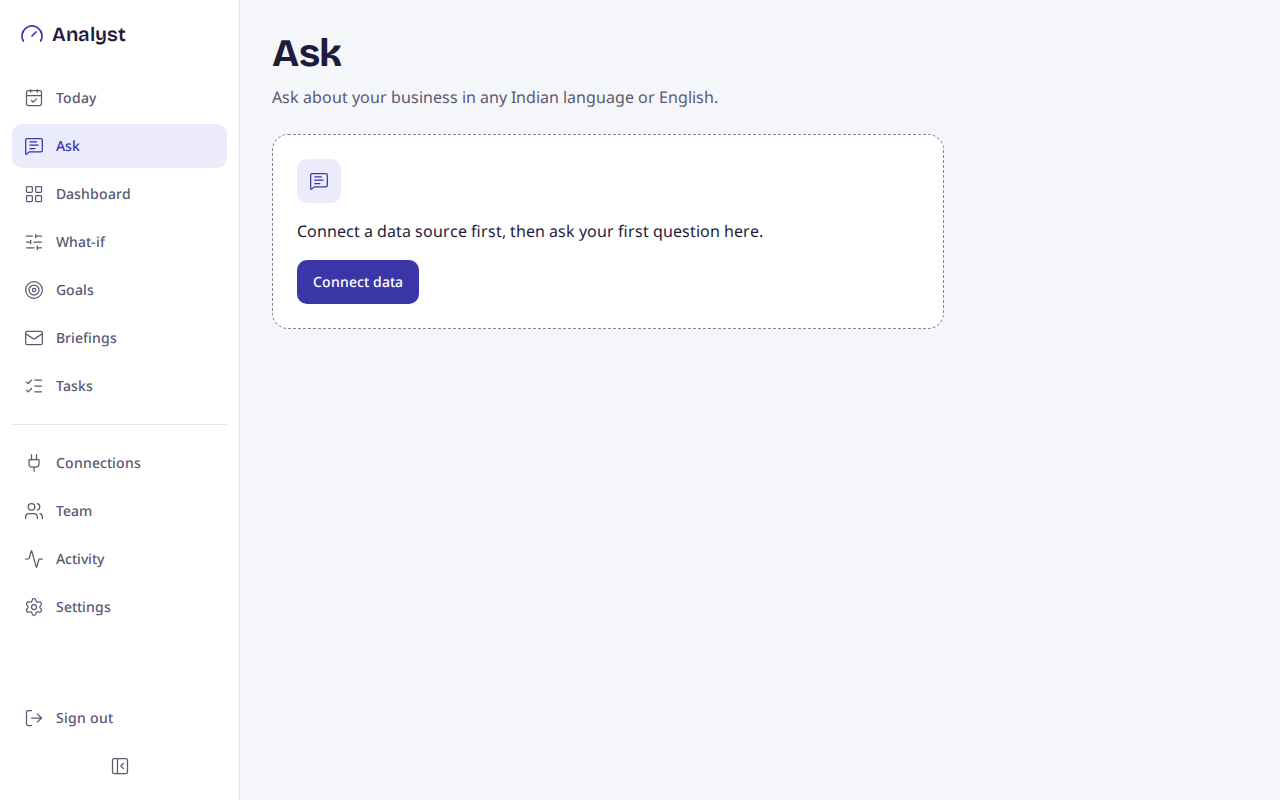 Analyst
Today
Ask
Dashboard
What-if
Goals
Briefings
Tasks
Connections
Team
Activity
Settings
Sign out
Ask
Ask about your business in any Indian language or English.
Connect a data source first, then ask your first question here.
Connect data